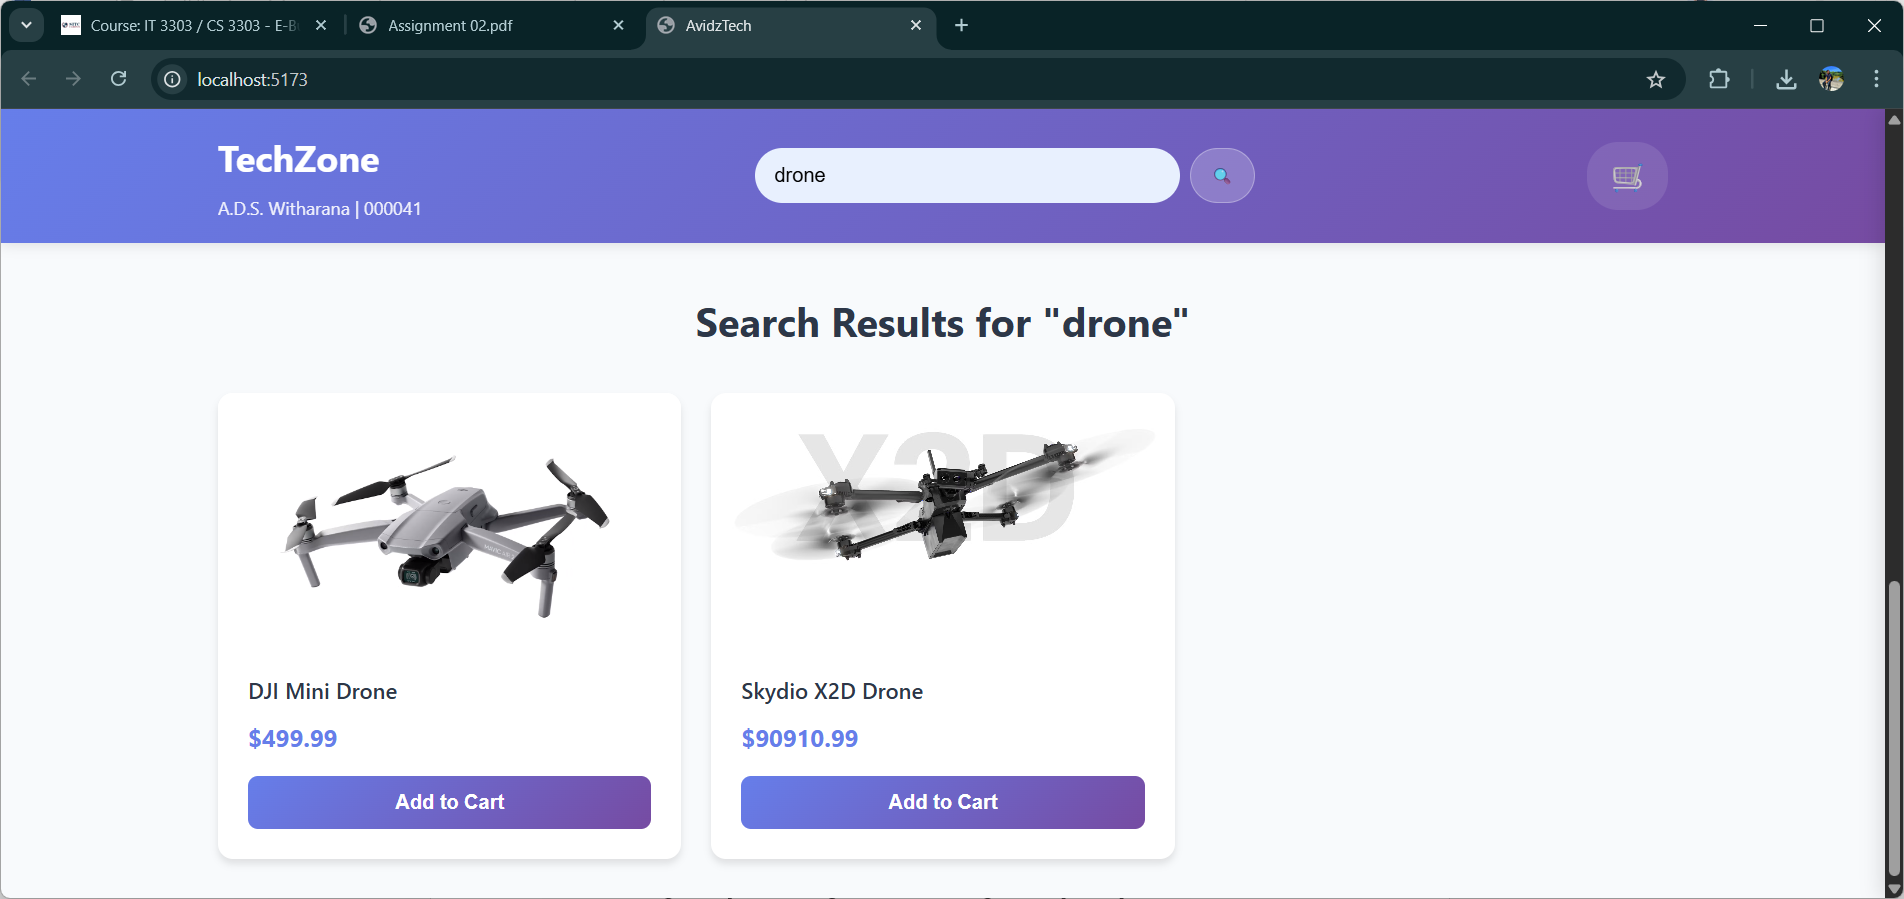 Course: IT 3303 / CS 3303 - E-B
Assignment 02.pdf
AvidzTech
localhost:5173
TechZone
A.D.S. Witharana | 000041
drone
Search Results for "drone"
X2D
DJI Mini Drone
$499.99
Add to Cart
Skydio X2D Drone
$90910.99
Add to Cart